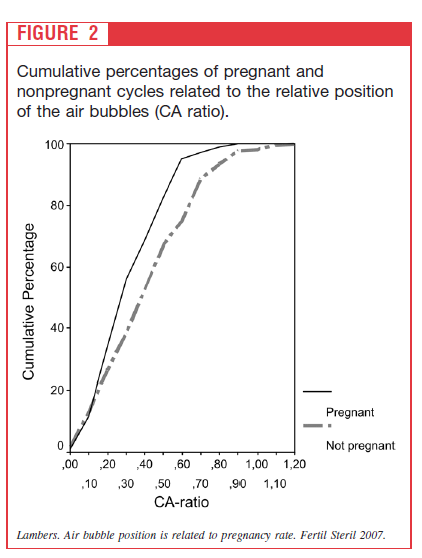 FIGURE 2
Cumulative percentages of pregnant and
nonpregnant cycles related to the relative position
of the air bubbles (CA ratio).
100
80
60
40
20
0
Cumulative Percentage
,00 ,20 ,40 ,60 ,80 1,00 1,20
,10 ,30 ,50 ,70 ,90 1,10
CA-ratio
Pregnant
Not pregnant
Lambers. Air bubble position is related to pregnancy rate. Fertil Steril 2007.